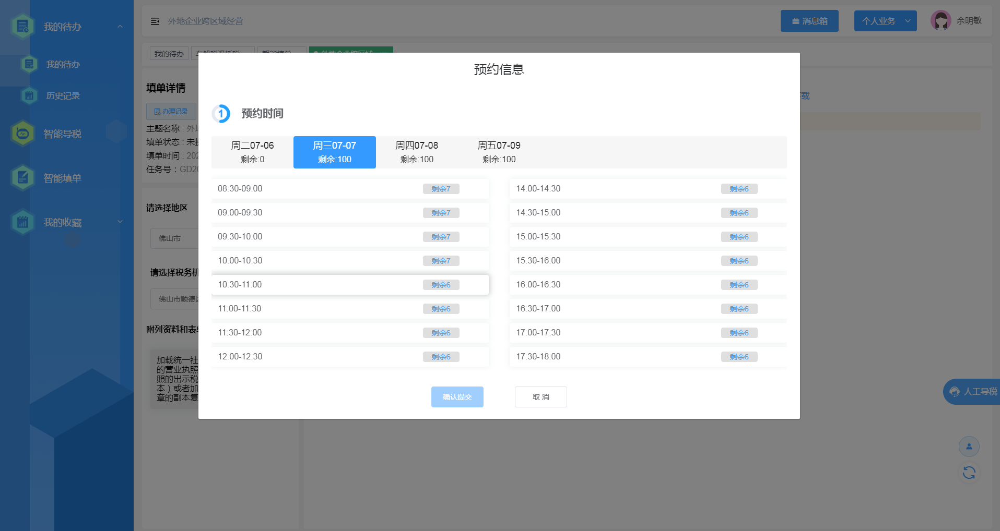 我的待办
我的待办
历史记录
智能导税
智能填单
我的收藏
外地企业跨区域经营
消息箱
个人业务
余明敏
我的待办
填单详情
办理记录
主题名称 : 外地
填单状态 : 未
填单时间 : 202
任务号：GD20
请选择地区
佛山市
请选择税务机
佛山市顺德区
附列资料和表单
加载统一社
的营业执照
照的出示税
本 ) 或者加
章的副本复
预约信息
1 预约时间
周二07-06
剩余:0
周三07-07
剩余:100
周四07-08
剩余:100
周五07-09
剩余:100
08:30-09:00 剩余7
09:00-09:30 剩余7
09:30-10:00 剩余7
10:00-10:30 剩余7
10:30-11:00 剩余6
11:00-11:30 剩余6
11:30-12:00 剩余6
12:00-12:30 剩余6
14:00-14:30 剩余6
14:30-15:00 剩余6
15:00-15:30 剩余6
15:30-16:00 剩余6
16:00-16:30 剩余6
16:30-17:00 剩余6
17:00-17:30 剩余6
17:30-18:00 剩余6
确认提交
取 消
载
人工导税